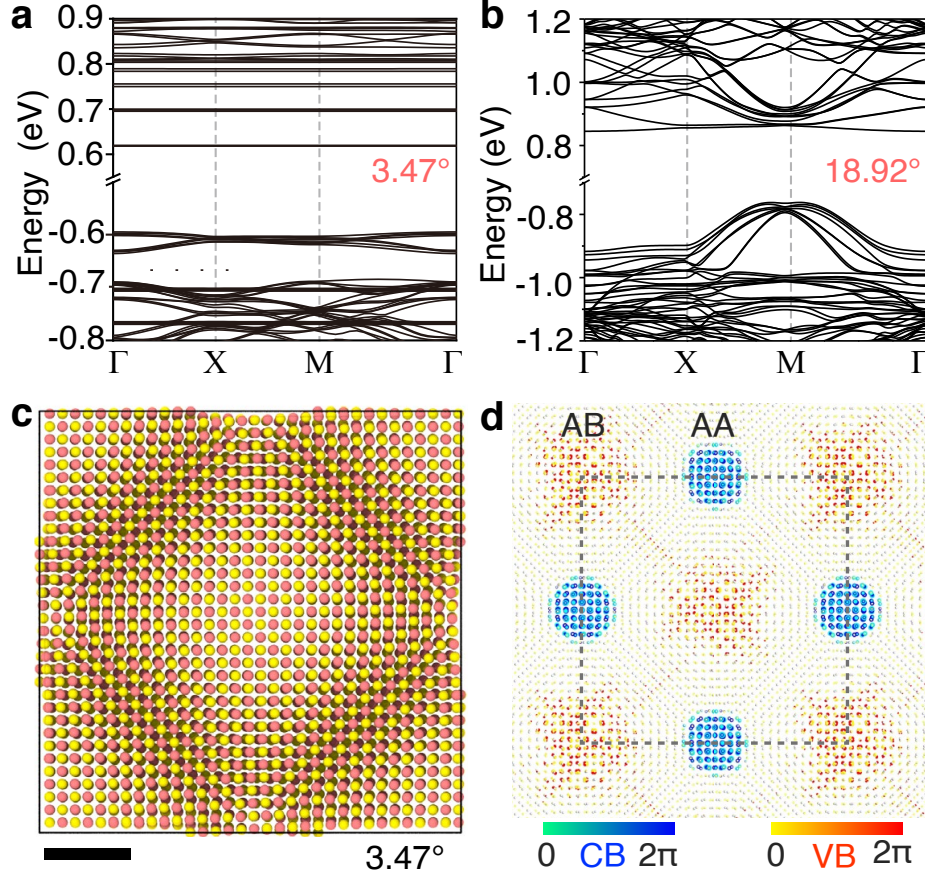 a
0.9
0.8
0.7
0.6
-0.6
-0.7
-0.8
Energy (eV)
3.47°
Γ X M Γ
b
1.2
1.0
0.8
-0.8
-1.0
-1.2
Energy (eV)
18.92°
Γ X M Γ
c
3.47°
d
AB AA
0 CB 2π
0 VB 2π